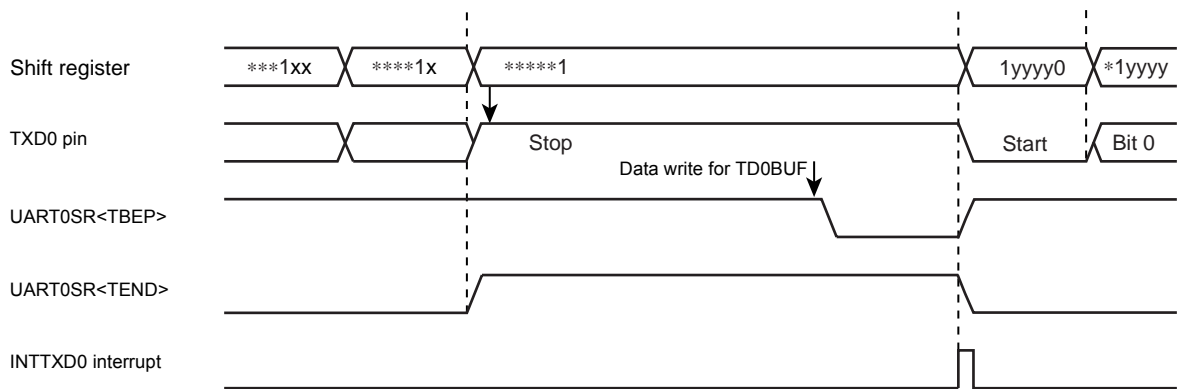 Shift register ***1xx ****1x *****1 1yyyy0 *1yyyy
TXD0 pin Stop Start Bit 0
Data write for TD0BUF
UART0SR<TBEP>
UART0SR<TEND>
INTTXD0 interrupt